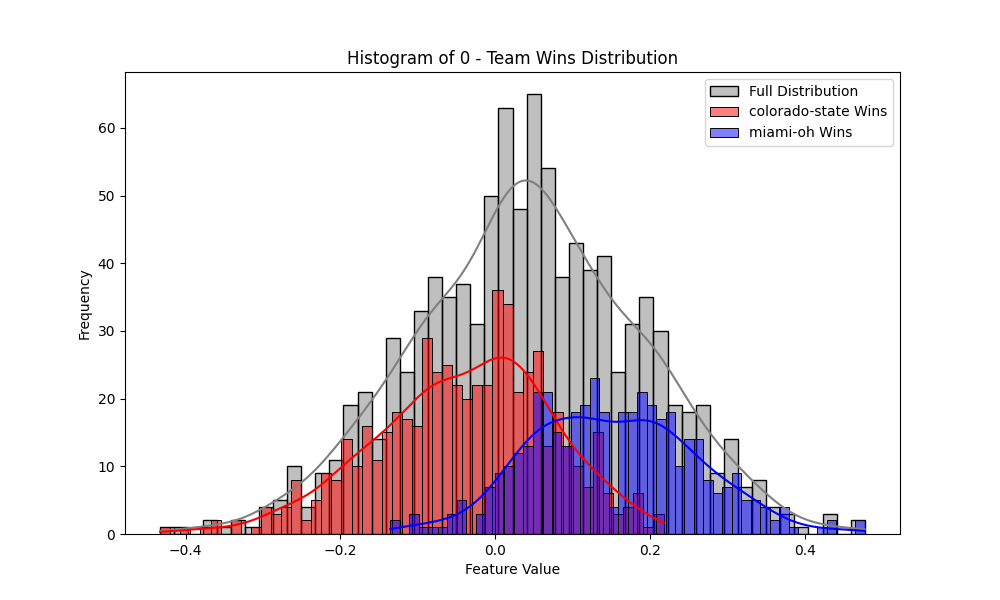 Histogram of 0 - Team Wins Distribution
Full Distribution
colorado-state Wins
miami-oh Wins
Frequency
60
50
40
30
20
10
0
−0.4
−0.2
0.0
0.2
0.4
Feature Value